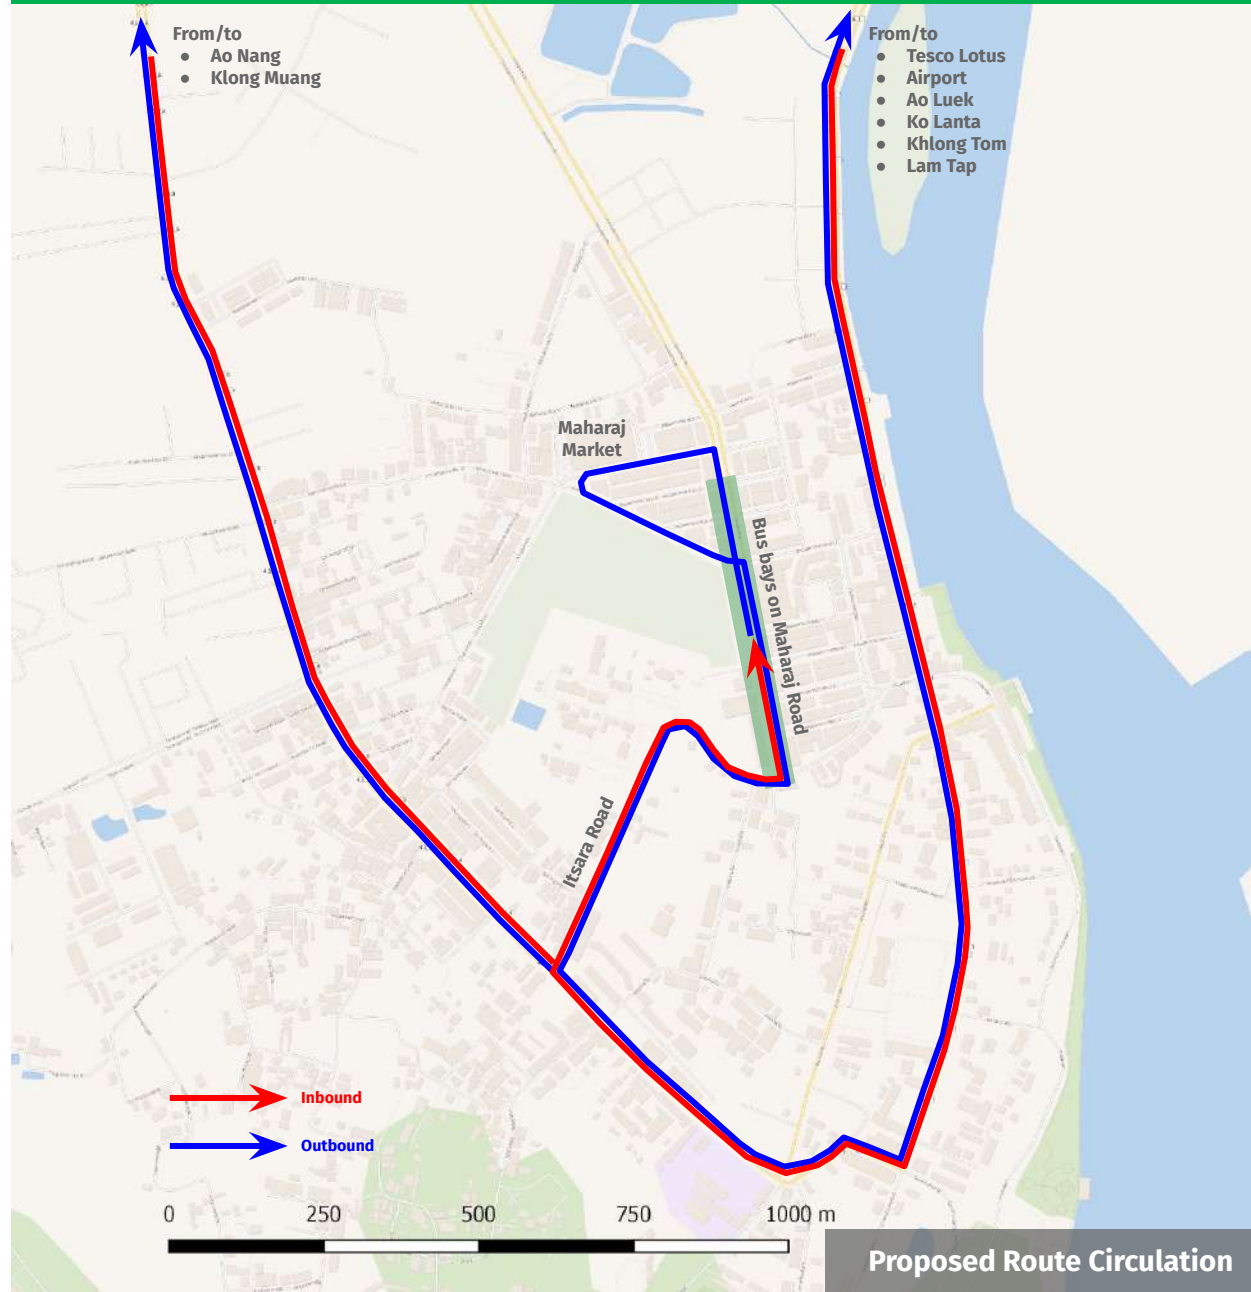 From/to
● Ao Nang
● Klong Muang
From/to
● Tesco Lotus
● Airport
● Ao Luek
● Ko Lanta
● Khlong Tom
● Lam Tap
Maharaj
Market
Bus bays on Maharaj Road
Itsara Road
Inbound
Outbound
0 250 500 750 1000 m
Proposed Route Circulation